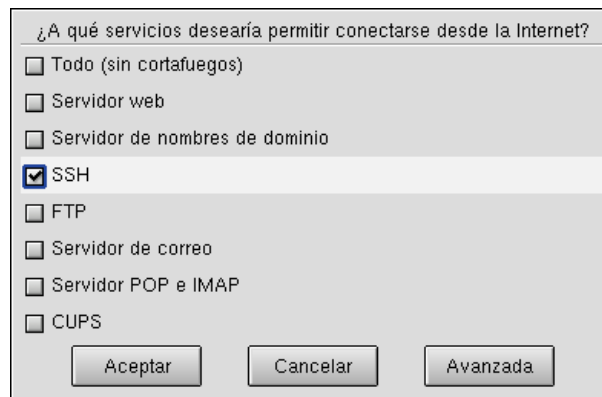 ¿A qué servicios desearía permitir conectarse desde la Internet?
Todo (sin cortafuegos)
Servidor web
Servidor de nombres de dominio
SSH
FTP
Servidor de correo
Servidor POP e IMAP
CUPS
Aceptar Cancelar Avanzada